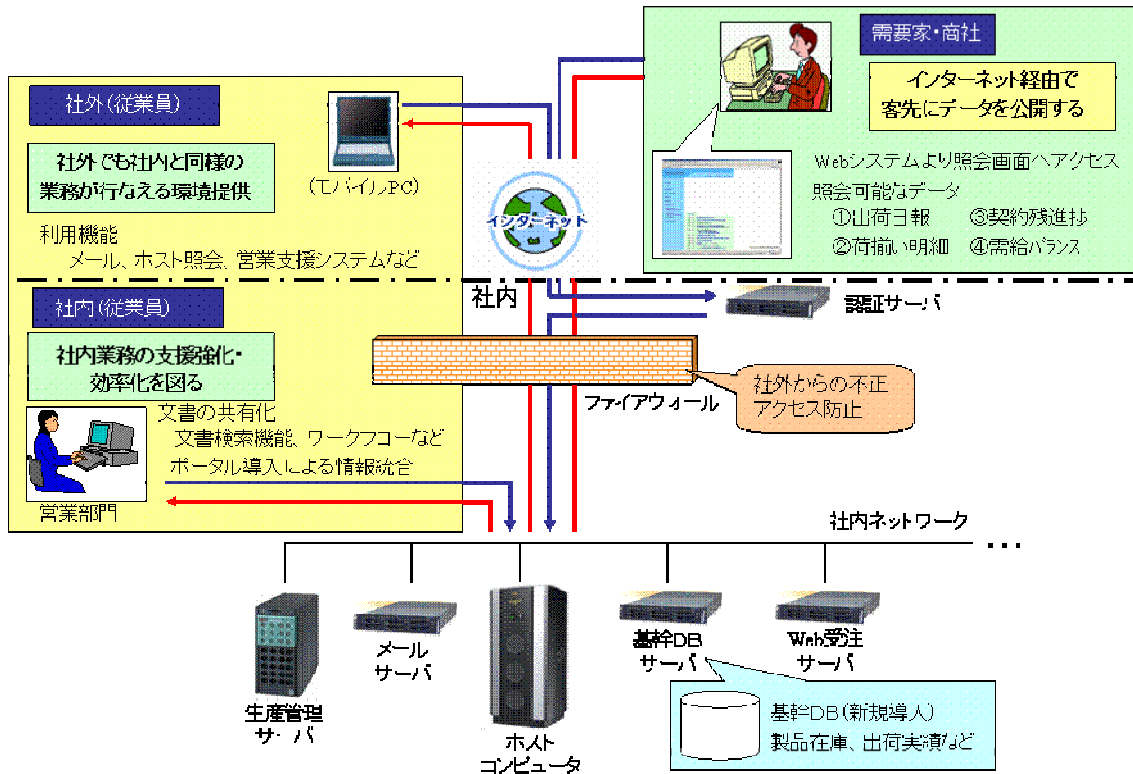 需要家・商社
インターネット経由で
客先にデータを公開する
Webシステムより照会画面へアクセス
照会可能なデータ
①出荷日報 ③契約残進捗
②荷揃い明細 ④需給バランス
社外(従業員)
社外でも社内と同様の
業務が行なえる環境提供
(モバイルPC)
利用機能
メール、ホスト照会、営業支援システムなど
インターネット
社内
認証サーバ
社内(従業員)
社内業務の支援強化・
効率化を図る
文書の共有化
文書検索機能、ワークフローなど
ポータル導入による情報統合
営業部門
ファイアウォール
社外からの不正
アクセス防止
社内ネットワーク
・・・
生産管理
サーバ
メール
サーバ
ホスト
コンピュータ
基幹DB
サーバ
Web受注
サーバ
基幹DB(新規導入)
製品在庫、出荷実績など